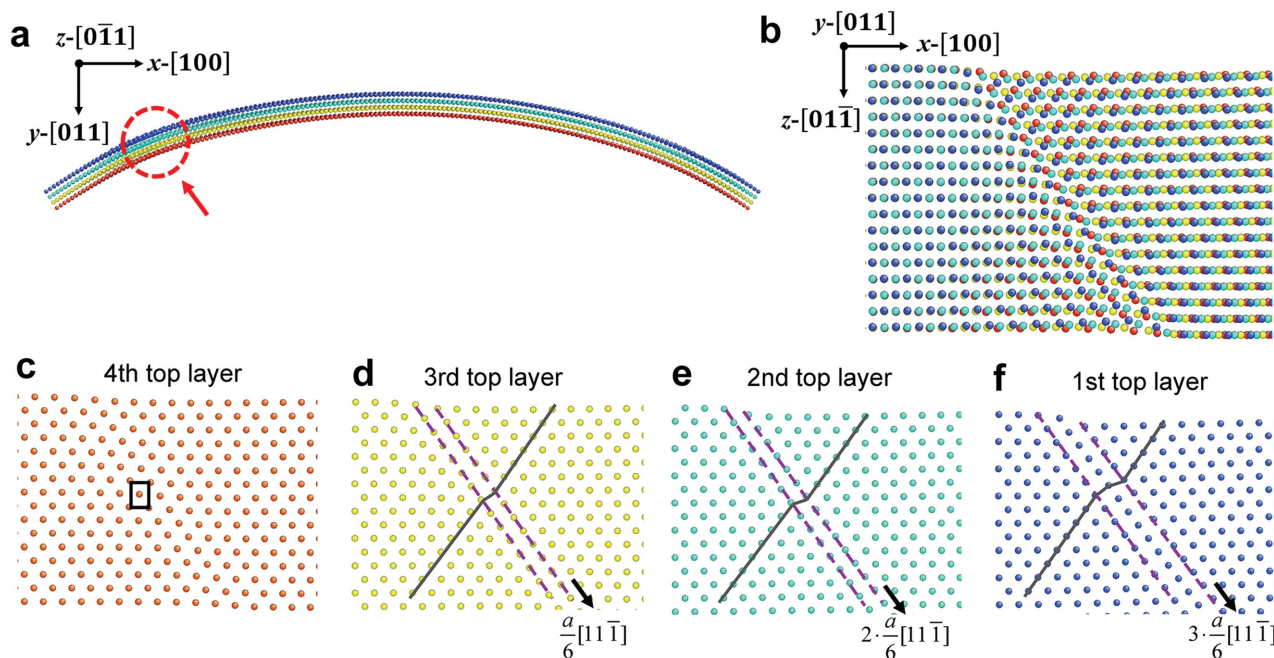 a
z-[01̅1]
x-[100]
y-[011]
b
y-[011]
x-[100]
z-[011̅]
c
4th top layer
d
3rd top layer
e
2nd top layer
f
1st top layer
a/6[111̅]
2·a/6[111̅]
3·a/6[111̅]